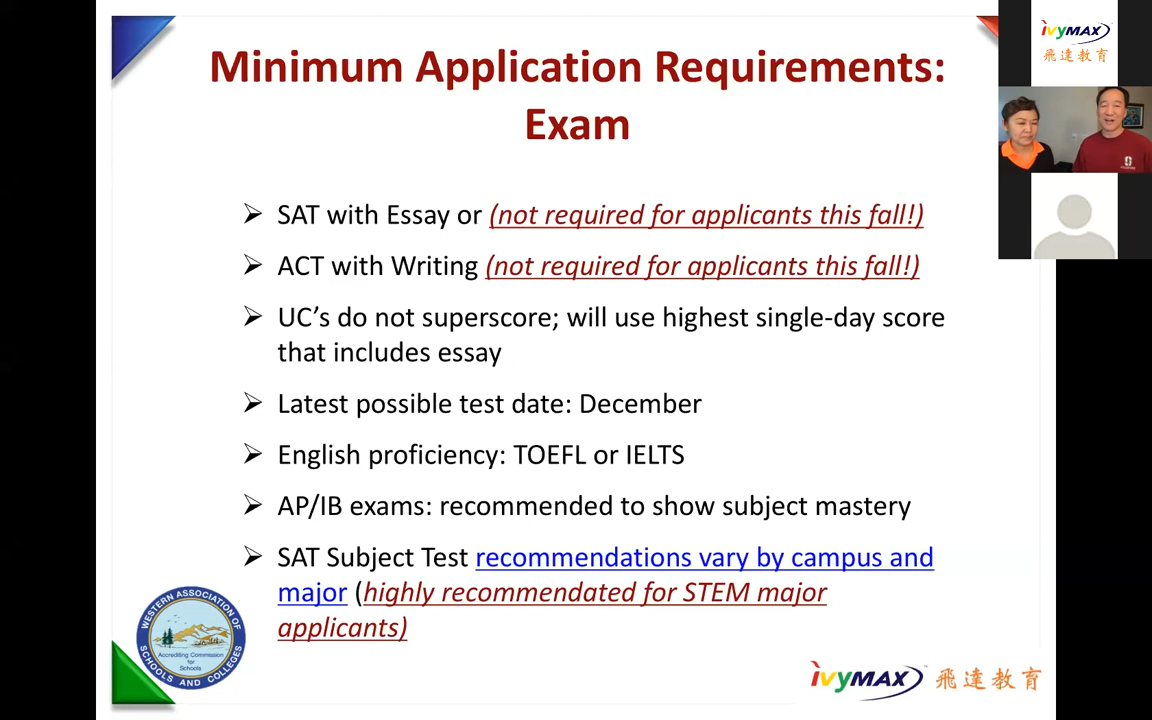 Minimum Application Requirements:
Exam
ivyMAX
飛達教育
➢ SAT with Essay or (not required for applicants this fall!)
➢ ACT with Writing (not required for applicants this fall!)
➢ UC’s do not superscore; will use highest single-day score
that includes essay
➢ Latest possible test date: December
➢ English proficiency: TOEFL or IELTS
➢ AP/IB exams: recommended to show subject mastery
➢ SAT Subject Test recommendations vary by campus and
major (highly recommendated for STEM major
applicants)
WESTERN ASSOCIATION OF
SCHOOLS AND COLLEGES
Accrediting Commission
for
Schools
ivyMAX 飛達教育